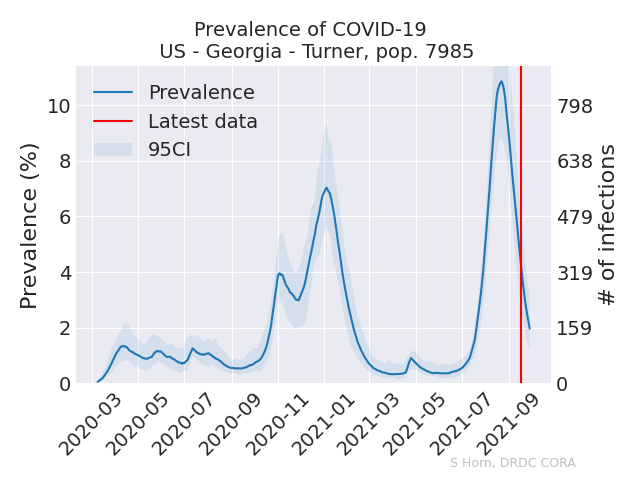 Prevalence of COVID-19
US - Georgia - Turner, pop. 7985
Prevalence
Latest data
95CI
Prevalence (%)
10
8
6
4
2
0
798
638
479
319
159
0
# of infections
2020-03
2020-05
2020-07
2020-09
2020-11
2021-01
2021-03
2021-05
2021-07
2021-09
S Horn, DRDC CORA